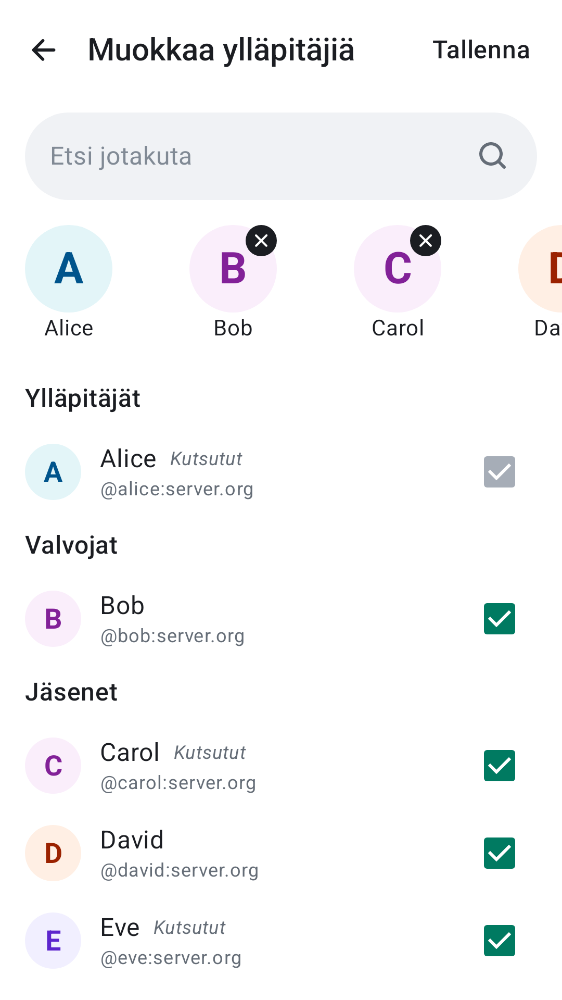 Muokkaa ylläpitäjiä Tallenna
Etsi jotakuta
A B C D
Alice Bob Carol Da
Ylläpitäjät
A Alice Kutsutut
@alice:server.org
Valvojat
B Bob
@bob:server.org
Jäsenet
C Carol Kutsutut
@carol:server.org
D David
@david:server.org
E Eve Kutsutut
@eve:server.org